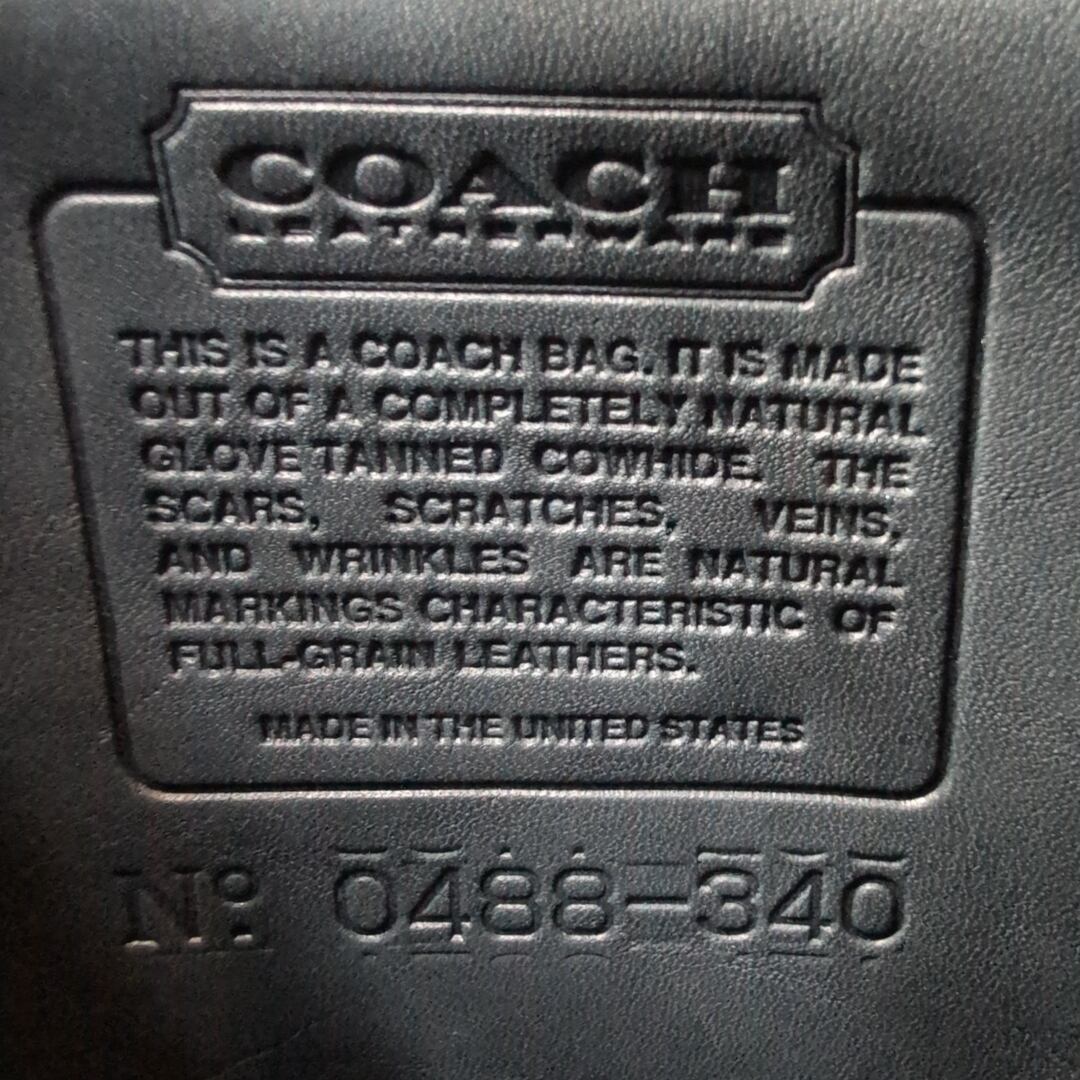 COACH
LEATHERWARE
THIS IS A COACH BAG. IT IS MADE
OUT OF A COMPLETELY NATURAL
GLOVE TANNED COWHIDE. THE
SCARS, SCRATCHES, VEINS,
AND WRINKLES ARE NATURAL
MARKINGS CHARACTERISTIC OF
FULL-GRAIN LEATHERS.
MADE IN THE UNITED STATES
Nº 0488-340